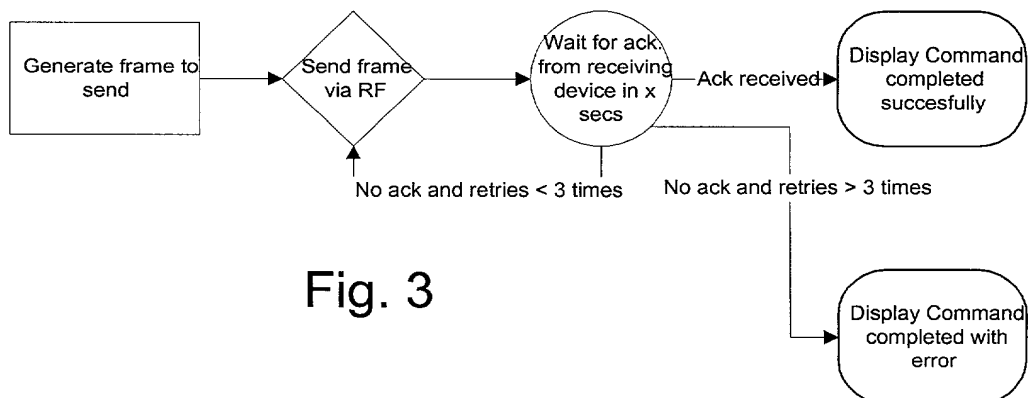 Generate frame to
send
Send frame
via RF
Wait for ack.
from receiving
device in x
secs
Ack received
Display Command
completed
succesfully
No ack and retries < 3 times
No ack and retries > 3 times
Display Command
completed with
error
Fig. 3